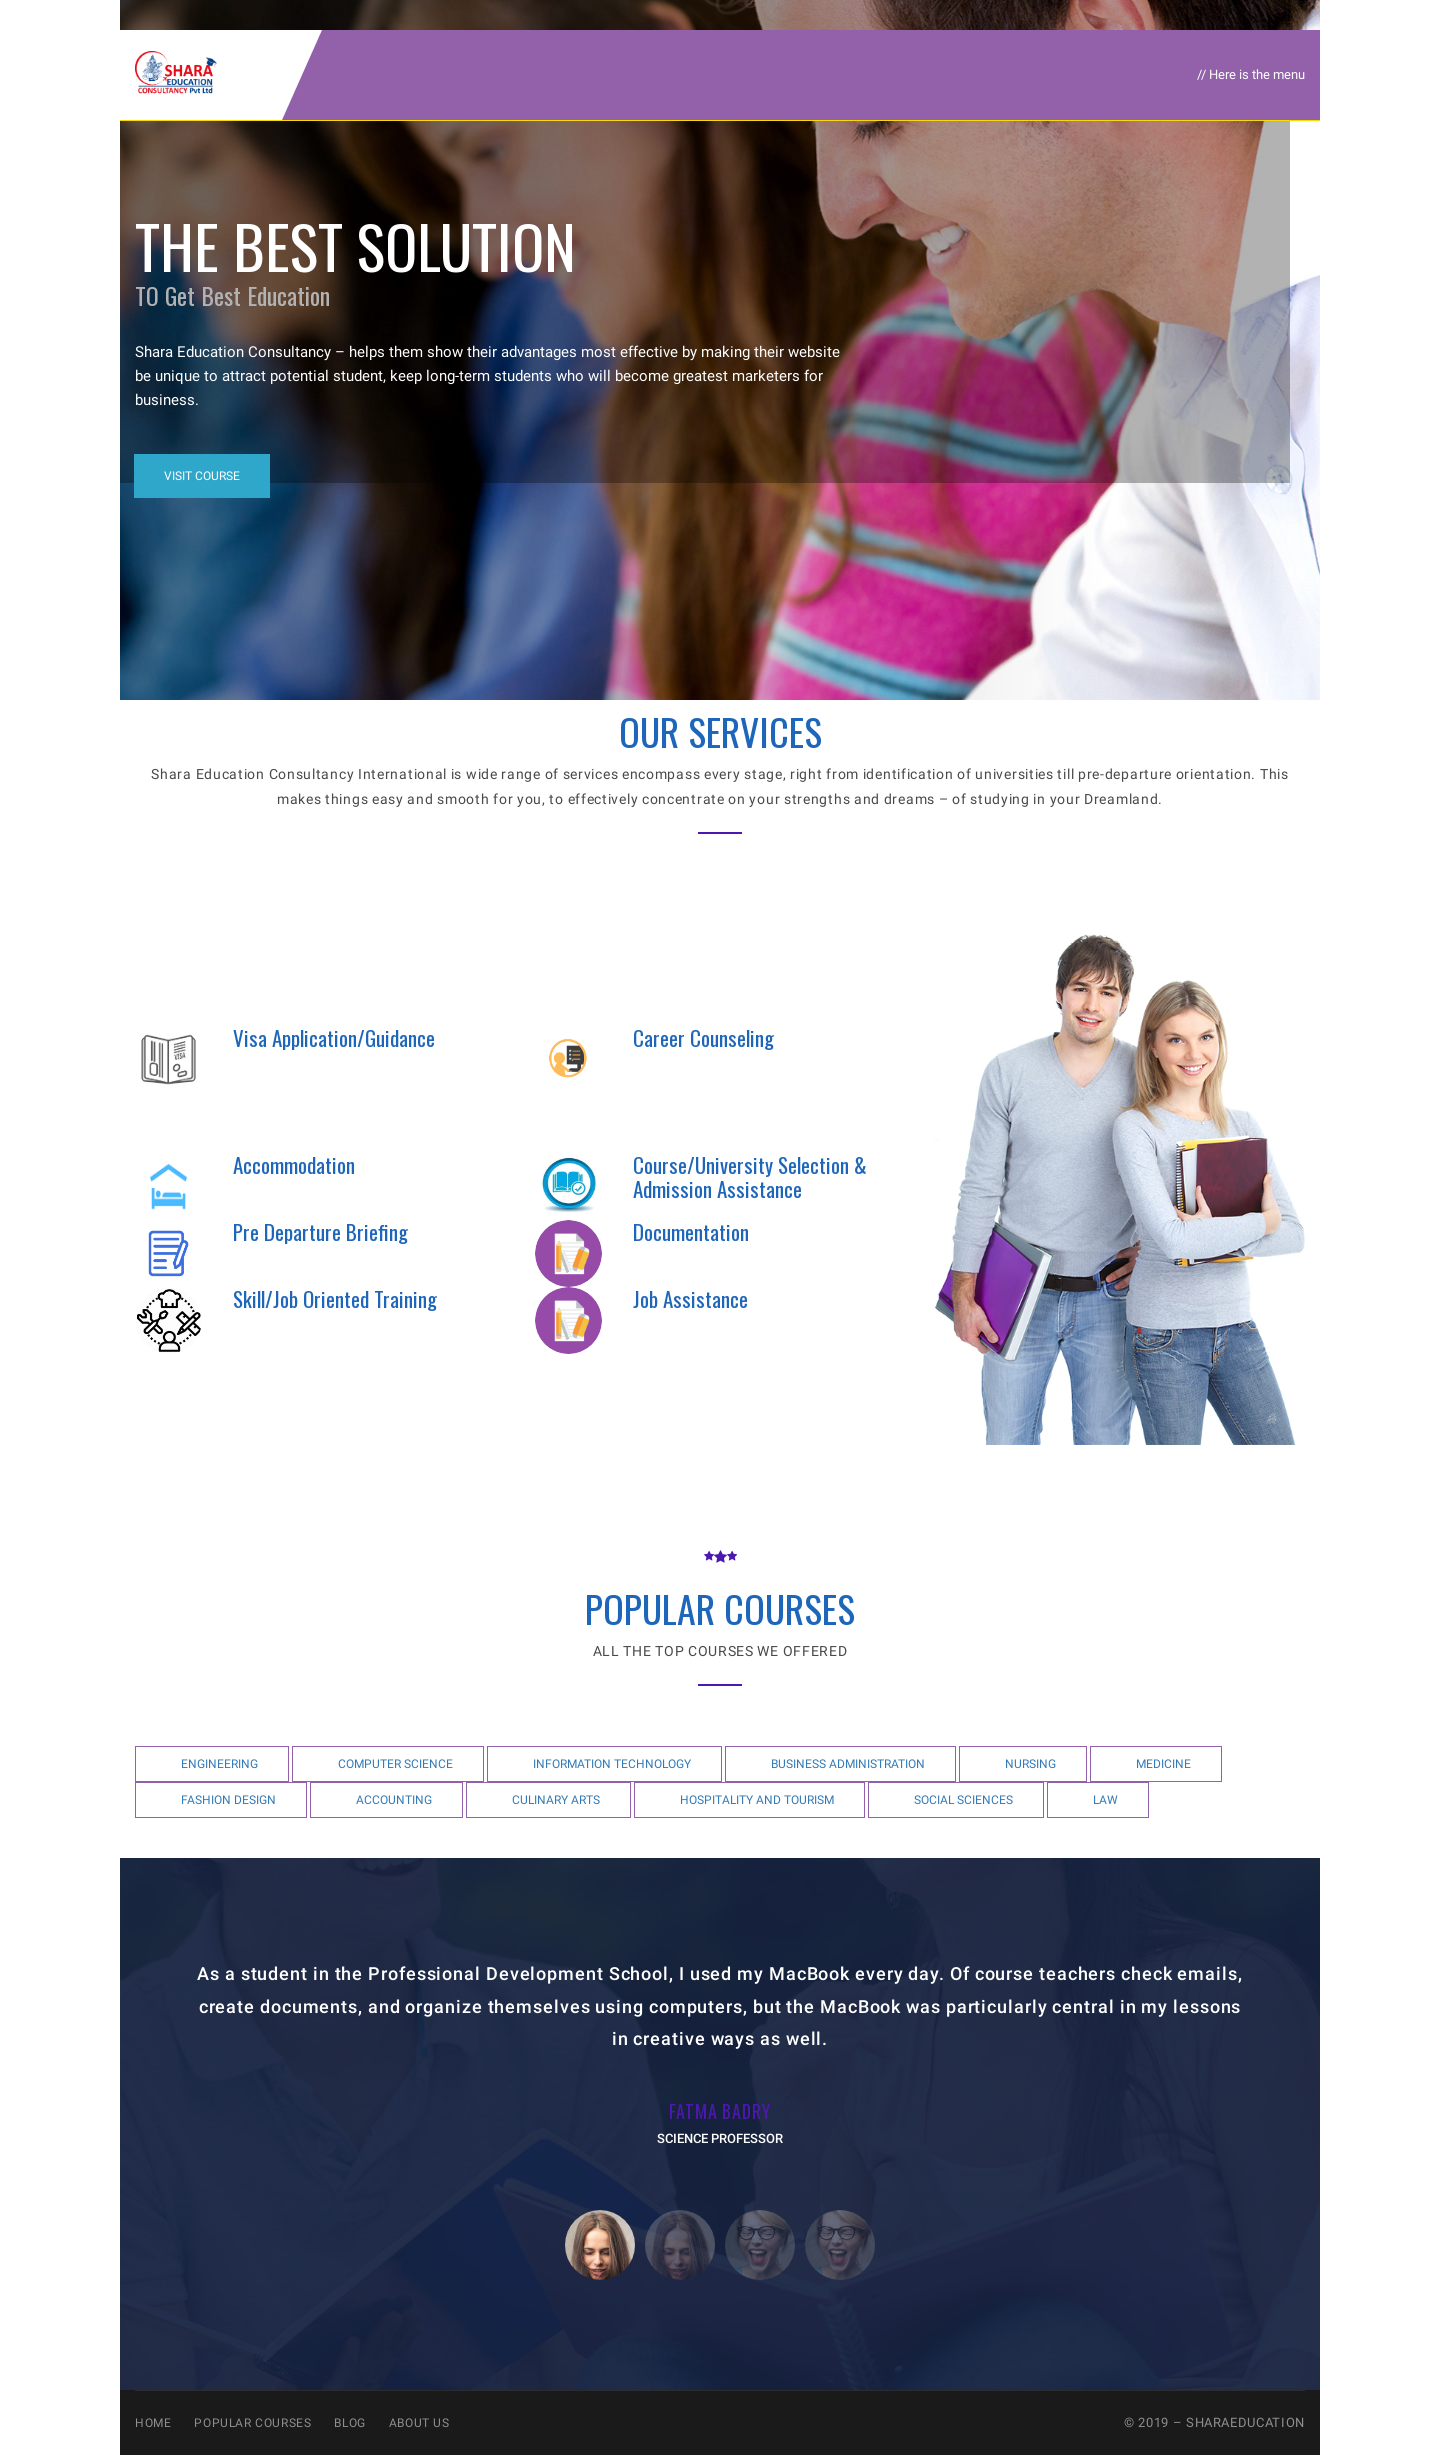 SHARA
EDUCATION
CONSULTANCY Pvt Ltd
// Here is the menu
THE BEST SOLUTION
TO Get Best Education
Shara Education Consultancy – helps them show their advantages most effective by making their website
be unique to attract potential student, keep long-term students who will become greatest marketers for
business.
VISIT COURSE
OUR SERVICES
Shara Education Consultancy International is wide range of services encompass every stage, right from identification of universities till pre-departure orientation. This
makes things easy and smooth for you, to effectively concentrate on your strengths and dreams – of studying in your Dreamland.
VISA
Visa Application/Guidance
Career Counseling
Accommodation
Course/University Selection &
Admission Assistance
Pre Departure Briefing
Documentation
Skill/Job Oriented Training
Job Assistance
POPULAR COURSES
ALL THE TOP COURSES WE OFFERED
ENGINEERING
COMPUTER SCIENCE
INFORMATION TECHNOLOGY
BUSINESS ADMINISTRATION
NURSING
MEDICINE
FASHION DESIGN
ACCOUNTING
CULINARY ARTS
HOSPITALITY AND TOURISM
SOCIAL SCIENCES
LAW
As a student in the Professional Development School, I used my MacBook every day. Of course teachers check emails,
create documents, and organize themselves using computers, but the MacBook was particularly central in my lessons
in creative ways as well.
FATMA BADRY
SCIENCE PROFESSOR
HOME
POPULAR COURSES
BLOG
ABOUT US
© 2019 – SHARAEDUCATION